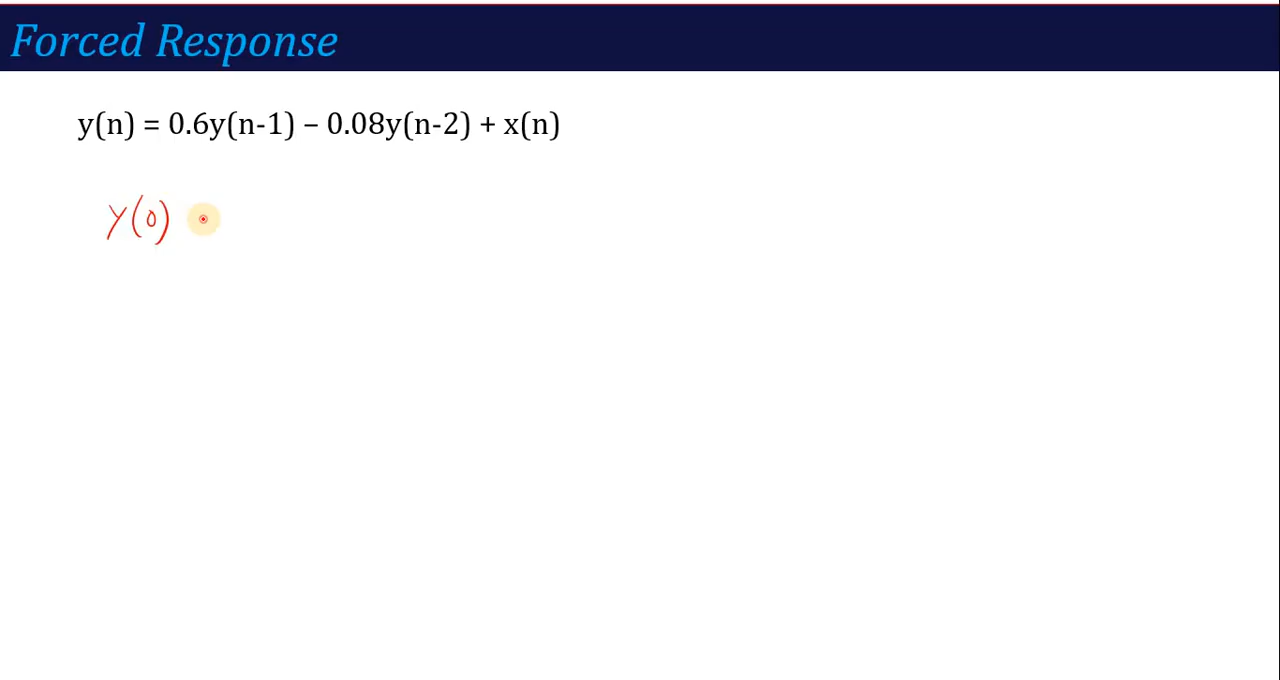 Forced Response
y(n) = 0.6y(n-1) – 0.08y(n-2) + x(n)
y(0)